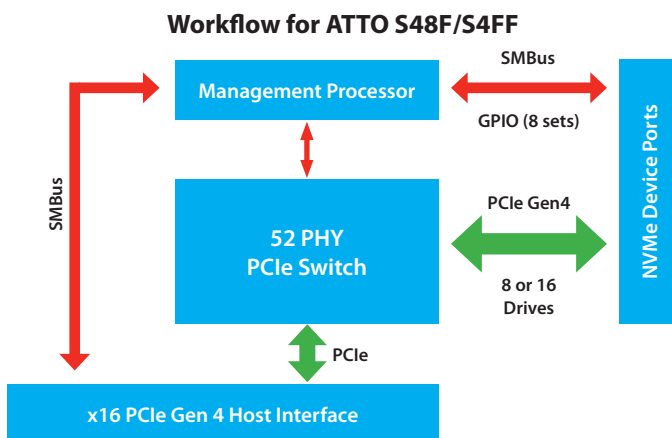 Workflow for ATTO S48F/S4FF
SMBus
Management Processor
SMBus
GPIO (8 sets)
NVMe Device Ports
52 PHY
PCIe Switch
PCIe Gen4
8 or 16
Drives
PCIe
x16 PCIe Gen 4 Host Interface